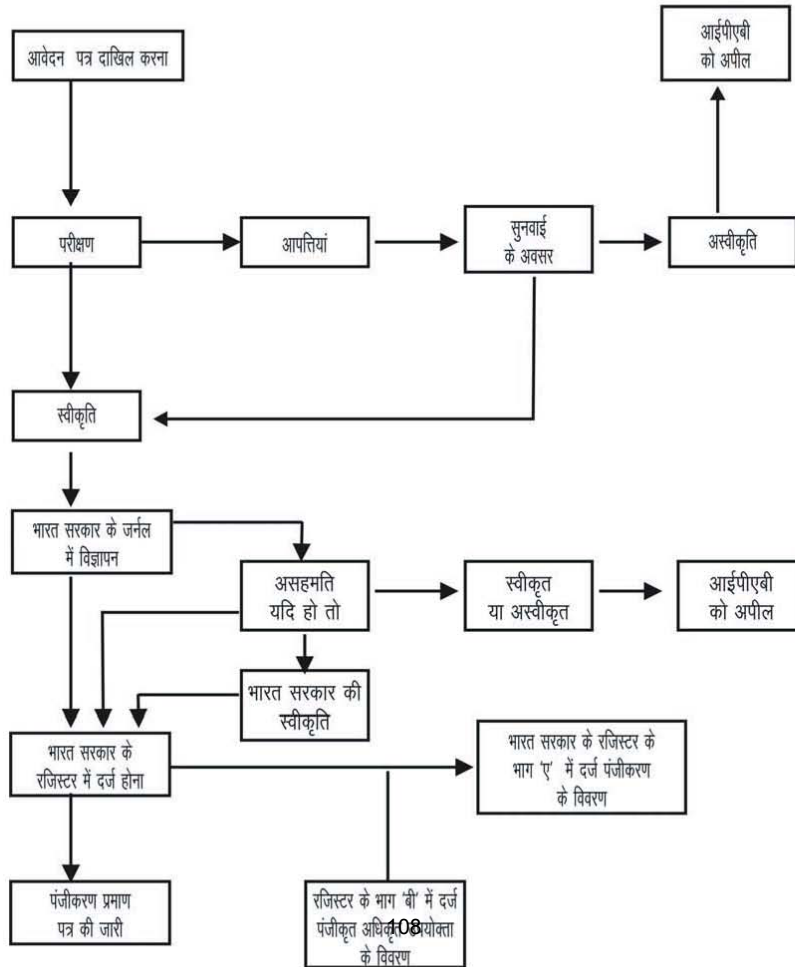 आवेदन पत्र दाखिल करना
आईपीएबी
को अपील
परीक्षण
आपत्तियां
सुनवाई
के अवसर
अस्वीकृति
स्वीकृति
भारत सरकार के जर्नल
में विज्ञापन
असहमति
यदि हो तो
स्वीकृत
या अस्वीकृत
आईपीएबी
को अपील
भारत सरकार की
स्वीकृति
भारत सरकार के
रजिस्टर में दर्ज होना
भारत सरकार के रजिस्टर के
भाग 'ए' में दर्ज पंजीकरण
के विवरण
पंजीकरण प्रमाण
पत्र की जारी
रजिस्टर के भाग 'बी' में दर्ज
पंजीकृत अधिकृत उपयोक्ता
के विवरण
108